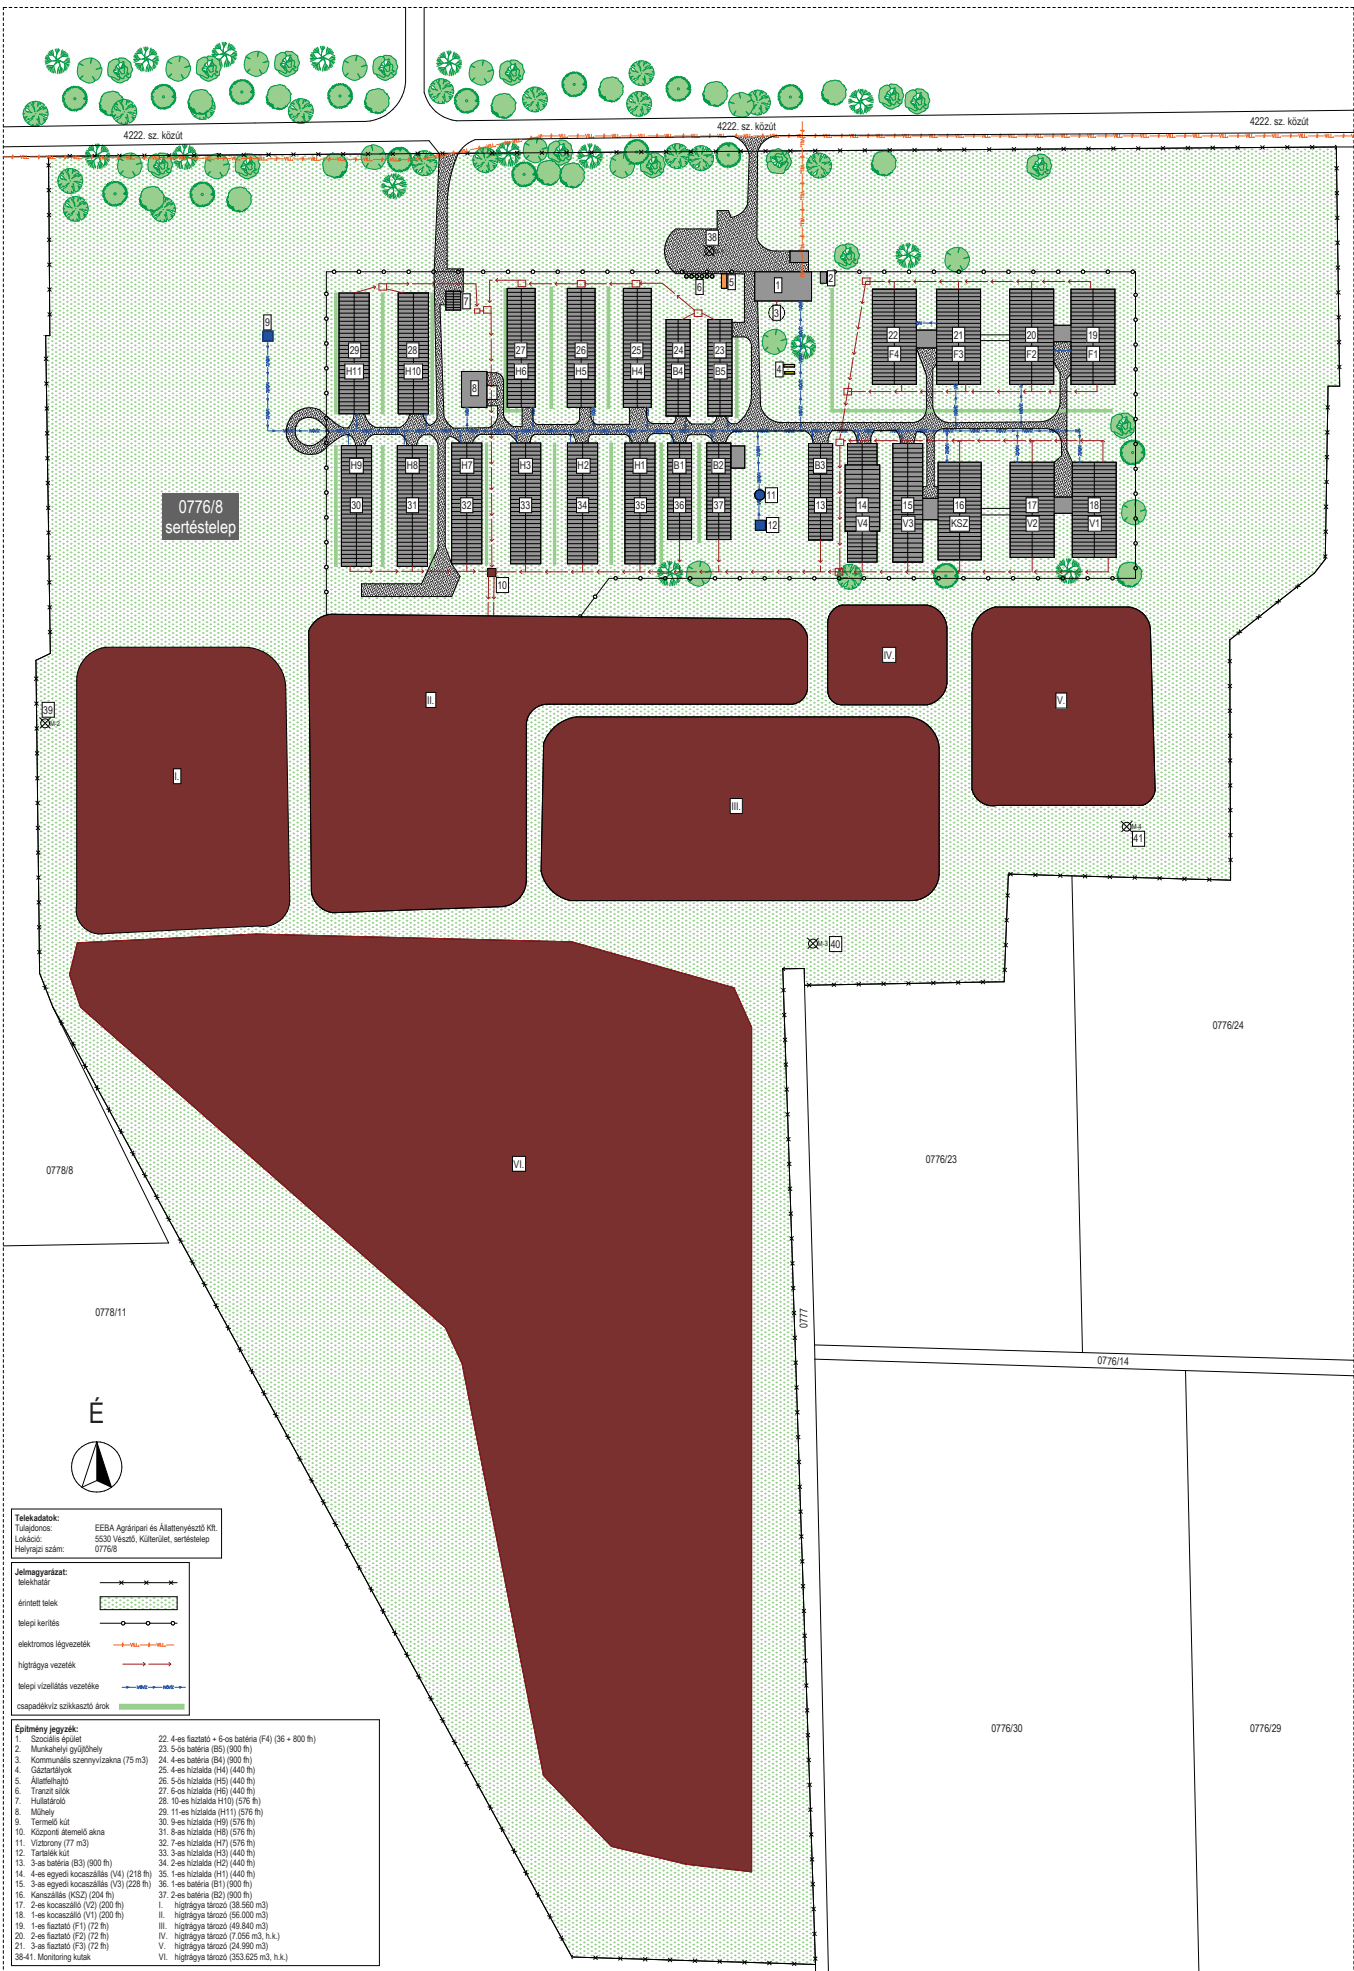 4222. sz. közút
4222. sz. közút
4222. sz. közút
38
6
5
1
2
3
4
7
9
29
H11
28
H10
8
27
H6
26
H5
25
H4
24
B4
23
B5
22
F4
21
F3
20
F2
19
F1
H9
30
H8
31
H7
32
H3
33
H2
34
H1
35
B1
36
B2
37
11
12
B3
13
14
V4
15
V3
16
KSZ
17
V2
18
V1
10
0776/8
sertéstelep
39
M-2
I.
II.
III.
IV.
V.
M-4
41
M-3
40
VI.
0776/24
0776/23
0778/8
0778/11
0777
0776/14
0776/30
0776/29
É
Telekadatok:
Tulajdonos: EEBA Agráripari és Állattenyésztő Kft.
Lokáció: 5530 Vésztő, Külterület, sertéstelep
Helyrajzi szám: 0776/8
Jelmagyarázat:
telekhatár
érintett telek
telepi kerítés
elektromos légvezeték
hígtrágya vezeték
telepi vízellátás vezetéke
csapadékvíz szikkasztó árok
Építmény jegyzék:
1. Szociális épület
2. Munkahelyi gyűjtőhely
3. Kommunális szennyvízakna (75 m3)
4. Gáztartályok
5. Állatfelhajtó
6. Tranzit silók
7. Hullatároló
8. Műhely
9. Termelő kút
10. Központi átemelő akna
11. Víztorony (77 m3)
12. Tartalék kút
13. 3-as batéria (B3) (900 fh)
14. 4-es egyedi kocaszállás (V4) (218 fh)
15. 3-as egyedi kocaszállás (V3) (228 fh)
16. Kanszállás (KSZ) (204 fh)
17. 2-es kocaszálló (V2) (200 fh)
18. 1-es kocaszálló (V1) (200 fh)
19. 1-es fiaztató (F1) (72 fh)
20. 2-es fiaztató (F2) (72 fh)
21. 3-as fiaztató (F3) (72 fh)
38-41. Monitoring kutak
22. 4-es fiaztató + 6-os batéria (F4) (36 + 800 fh)
23. 5-ös batéria (B5) (900 fh)
24. 4-es batéria (B4) (900 fh)
25. 4-es hízlalda (H4) (440 fh)
26. 5-ös hízlalda (H5) (440 fh)
27. 6-os hízlalda (H6) (440 fh)
28. 10-es hízlalda H10) (576 fh)
29. 11-es hízlalda (H11) (576 fh)
30. 9-es hízlalda (H9) (576 fh)
31. 8-as hízlalda (H8) (576 fh)
32. 7-es hízlalda (H7) (576 fh)
33. 3-as hízlalda (H3) (440 fh)
34. 2-es hízlalda (H2) (440 fh)
35. 1-es hízlalda (H1) (440 fh)
36. 1-es batéria (B1) (900 fh)
37. 2-es batéria (B2) (900 fh)
I. hígtrágya tározó (38.560 m3)
II. hígtrágya tározó (56.000 m3)
III. hígtrágya tározó (49.840 m3)
IV. hígtrágya tározó (7.056 m3, h.k.)
V. hígtrágya tározó (24.990 m3)
VI. hígtrágya tározó (353.625 m3, h.k.)